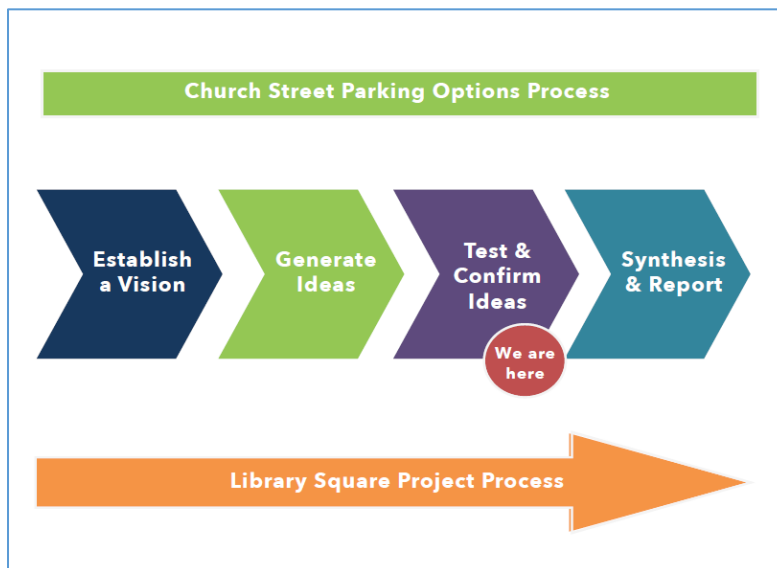 Church Street Parking Options Process
Establish
a Vision
Generate
Ideas
Test &
Confirm
Ideas
Synthesis
& Report
We are
here
Library Square Project Process